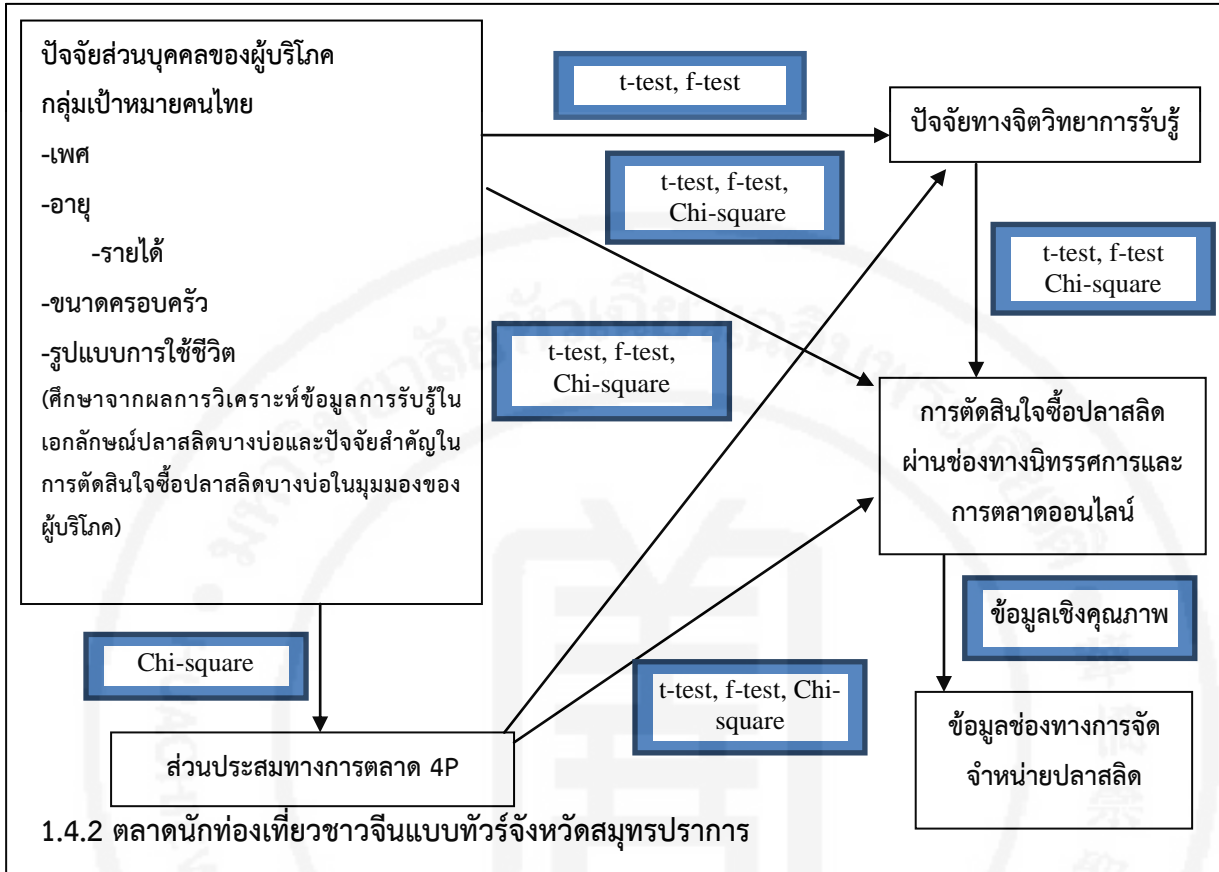 ปัจจัยส่วนบุคคลของผู้บริโภค
กลุ่มเป้าหมายคนไทย
-เพศ
-อายุ
-รายได้
-ขนาดครอบครัว
-รูปแบบการใช้ชีวิต
(ศึกษาจากผลการวิเคราะห์ข้อมูลการรับรู้ใน
เอกลักษณ์ปลาสลิดบางบ่อและปัจจัยสำคัญใน
การตัดสินใจซื้อปลาสลิดบางบ่อในมุมมองของ
ผู้บริโภค)
t-test, f-test
ปัจจัยทางจิตวิทยาการรับรู้
t-test, f-test,
Chi-square
t-test, f-test
Chi-square
t-test, f-test,
Chi-square
การตัดสินใจซื้อปลาสลิด
ผ่านช่องทางนิทรรศการและ
การตลาดออนไลน์
ข้อมูลเชิงคุณภาพ
Chi-square
t-test, f-test, Chi-
square
ข้อมูลช่องทางการจัด
จำหน่ายปลาสลิด
ส่วนประสมทางการตลาด 4P
1.4.2 ตลาดนักท่องเที่ยวชาวจีนแบบทัวร์จังหวัดสมุทรปราการ